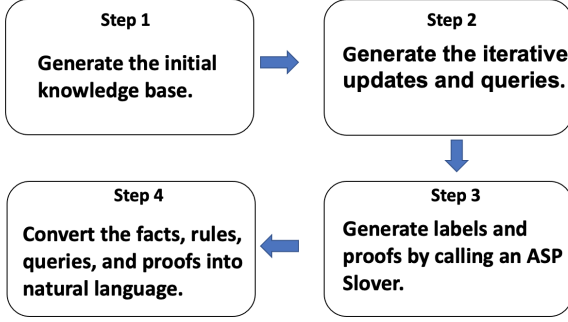 Step 1
Generate the initial
knowledge base.
Step 2
Generate the iterative
updates and queries.
Step 3
Generate labels and
proofs by calling an ASP
Slover.
Step 4
Convert the facts, rules,
queries, and proofs into
natural language.